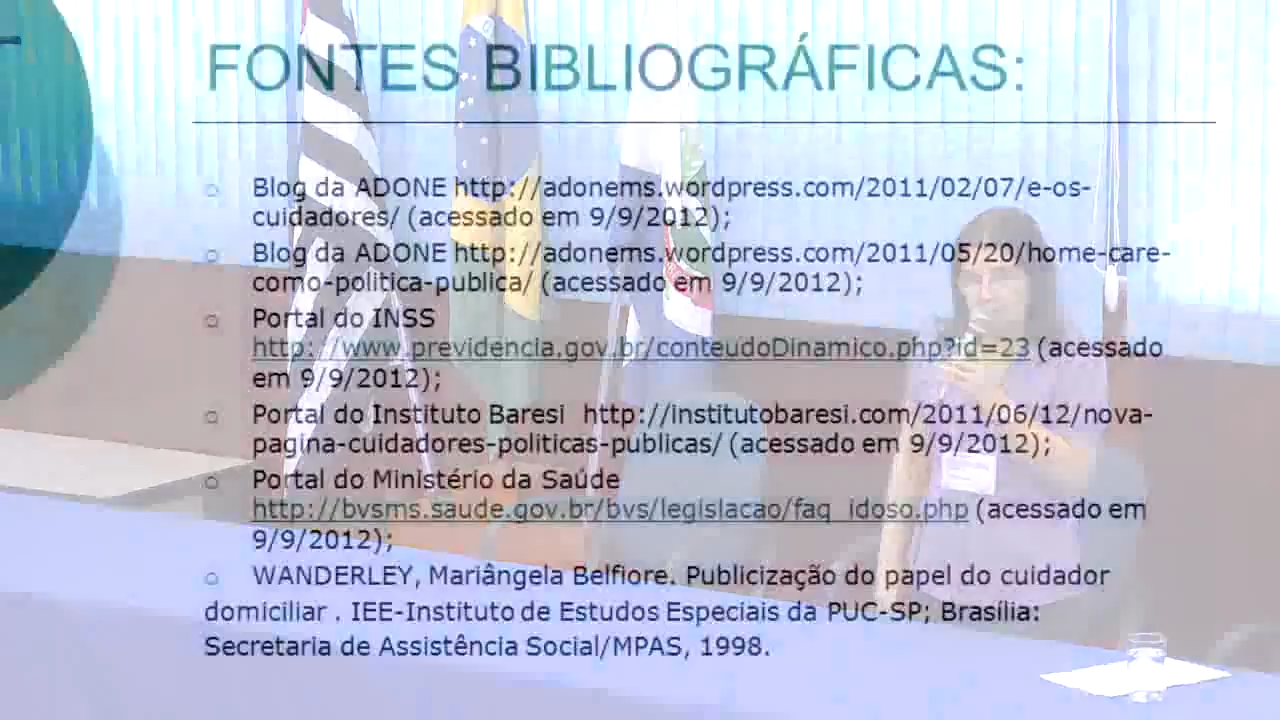 FONTES BIBLIOGRÁFICAS:
Blog da ADONE http://adonems.wordpress.com/2011/02/07/e-os-
cuidadores/ (acessado em 9/9/2012);
Blog da ADONE http://adonems.wordpress.com/2011/05/20/home-care-
como-politica-publica/ (acessado em 9/9/2012);
Portal do INSS
http://www.previdencia.gov.br/conteudoDinamico.php?id=23 (acessado
em 9/9/2012);
Portal do Instituto Baresi http://institutobaresi.com/2011/06/12/nova-
pagina-cuidadores-politicas-publicas/ (acessado em 9/9/2012);
Portal do Ministério da Saúde
http://bvsms.saude.gov.br/bvs/legislacao/faq_idoso.php (acessado em
9/9/2012);
WANDERLEY, Mariângela Belfiore. Publicização do papel do cuidador
domiciliar . IEE-Instituto de Estudos Especiais da PUC-SP; Brasília:
Secretaria de Assistência Social/MPAS, 1998.